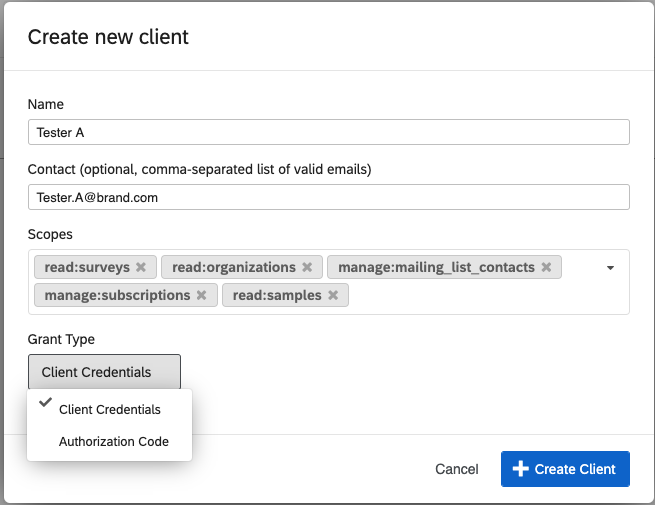 Create new client
Name
Tester A
Contact (optional, comma-separated list of valid emails)
Tester.A@brand.com
Scopes
read:surveys read:organizations manage:mailing_list_contacts
manage:subscriptions read:samples
Grant Type
Client Credentials
Client Credentials
Authorization Code
Cancel Create Client